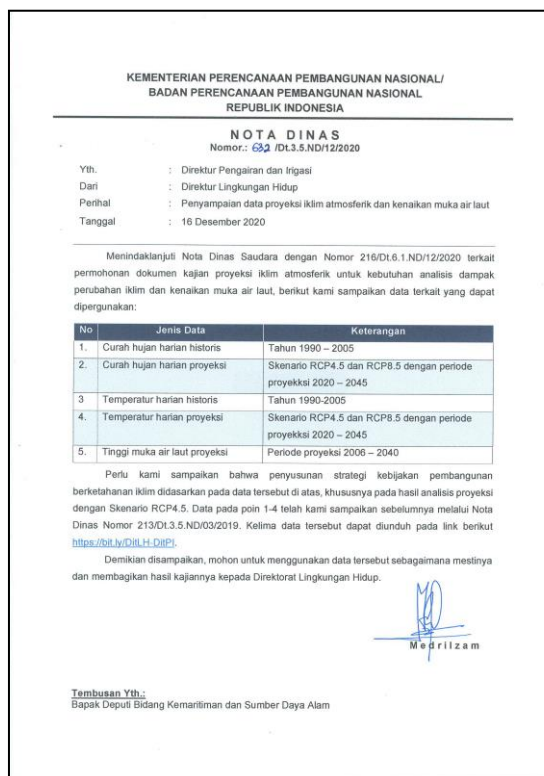 KEMENTERIAN PERENCANAAN PEMBANGUNAN NASIONAL/
BADAN PERENCANAAN PEMBANGUNAN NASIONAL
REPUBLIK INDONESIA
NOTA DINAS
Nomor.: 632 /Dt.3.5.ND/12/2020
Yth. : Direktur Pengairan dan Irigasi
Dari : Direktur Lingkungan Hidup
Perihal : Penyampaian data proyeksi iklim atmosferik dan kenaikan muka air laut
Tanggal : 16 Desember 2020
Menindaklanjuti Nota Dinas Saudara dengan Nomor 216/Dt.6.1.ND/12/2020 terkait
permohonan dokumen kajian proyeksi iklim atmosferik untuk kebutuhan analisis dampak
perubahan iklim dan kenaikan muka air laut, berikut kami sampaikan data terkait yang dapat
dipergunakan:
No Jenis Data Keterangan
1. Curah hujan harian historis Tahun 1990 – 2005
2. Curah hujan harian proyeksi Skenario RCP4.5 dan RCP8.5 dengan periode
proyekksi 2020 – 2045
3 Temperatur harian historis Tahun 1990-2005
4. Temperatur harian proyeksi Skenario RCP4.5 dan RCP8.5 dengan periode
proyekksi 2020 – 2045
5. Tinggi muka air laut proyeksi Periode proyeksi 2006 – 2040
Perlu kami sampaikan bahwa penyusunan strategi kebijakan pembangunan
berketahanan iklim didasarkan pada data tersebut di atas, khususnya pada hasil analisis proyeksi
dengan Skenario RCP4.5. Data pada poin 1-4 telah kami sampaikan sebelumnya melalui Nota
Dinas Nomor 213/Dt.3.5.ND/03/2019. Kelima data tersebut dapat diunduh pada link berikut
https://bit.ly/DitLH-DitPI.
Demikian disampaikan, mohon untuk menggunakan data tersebut sebagaimana mestinya
dan membagikan hasil kajiannya kepada Direktorat Lingkungan Hidup.
Medrilzam
Tembusan Yth.:
Bapak Deputi Bidang Kemaritiman dan Sumber Daya Alam